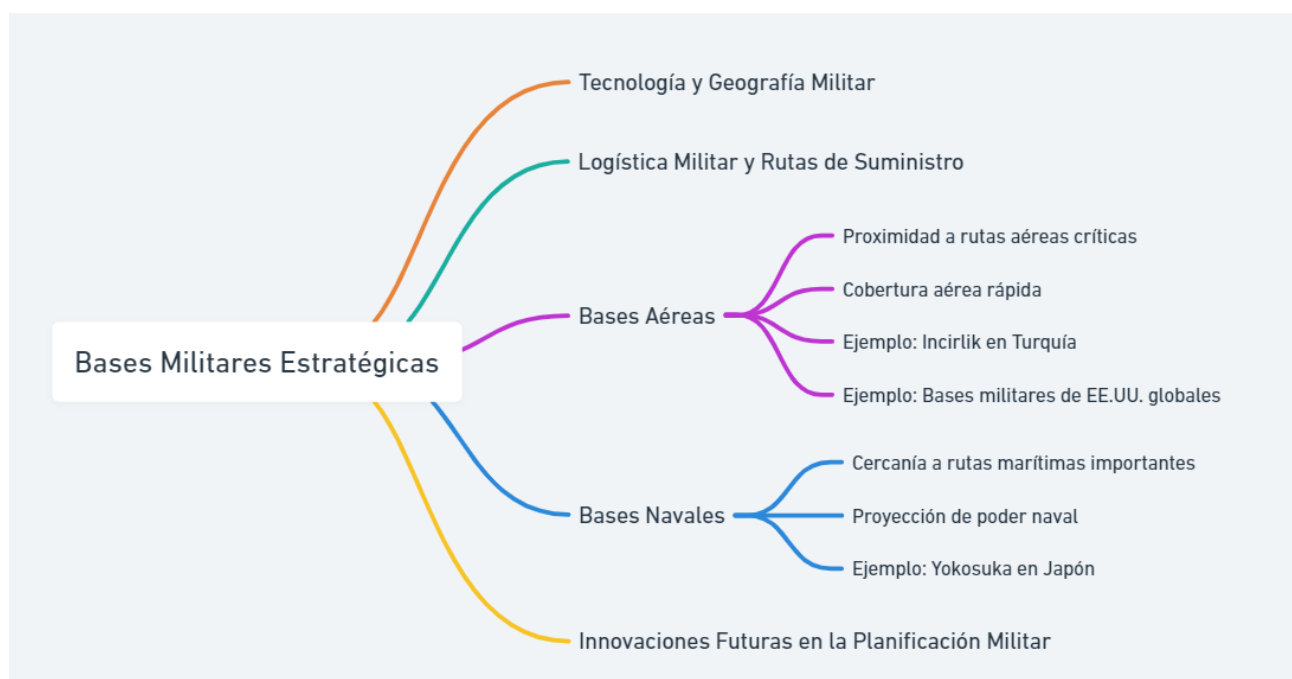 Bases Militares Estratégicas
Tecnología y Geografía Militar
Logística Militar y Rutas de Suministro
Bases Aéreas
Proximidad a rutas aéreas críticas
Cobertura aérea rápida
Ejemplo: Incirlik en Turquía
Ejemplo: Bases militares de EE.UU. globales
Bases Navales
Cercanía a rutas marítimas importantes
Proyección de poder naval
Ejemplo: Yokosuka en Japón
Innovaciones Futuras en la Planificación Militar